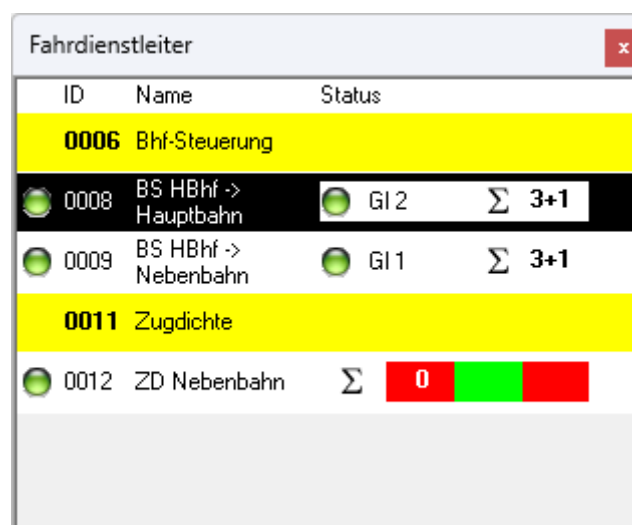 Fahrdienstleiter x
ID Name Status
0006 Bhf-Steuerung
0008 BS HBhf -> Hauptbahn Gl 2 Σ 3+1
0009 BS HBhf -> Nebenbahn Gl 1 Σ 3+1
0011 Zugdichte
0012 ZD Nebenbahn Σ 0